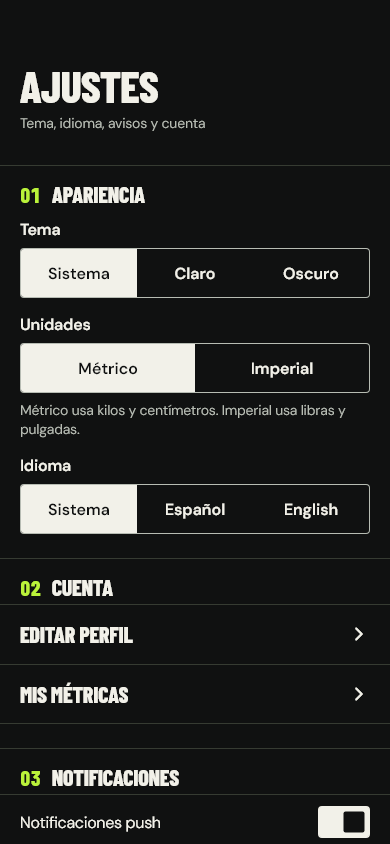 AJUSTES
Tema, idioma, avisos y cuenta
01 APARIENCIA
Tema
Sistema Claro Oscuro
Unidades
Métrico Imperial
Métrico usa kilos y centímetros. Imperial usa libras y
pulgadas.
Idioma
Sistema Español English
02 CUENTA
EDITAR PERFIL
MIS MÉTRICAS
03 NOTIFICACIONES
Notificaciones push